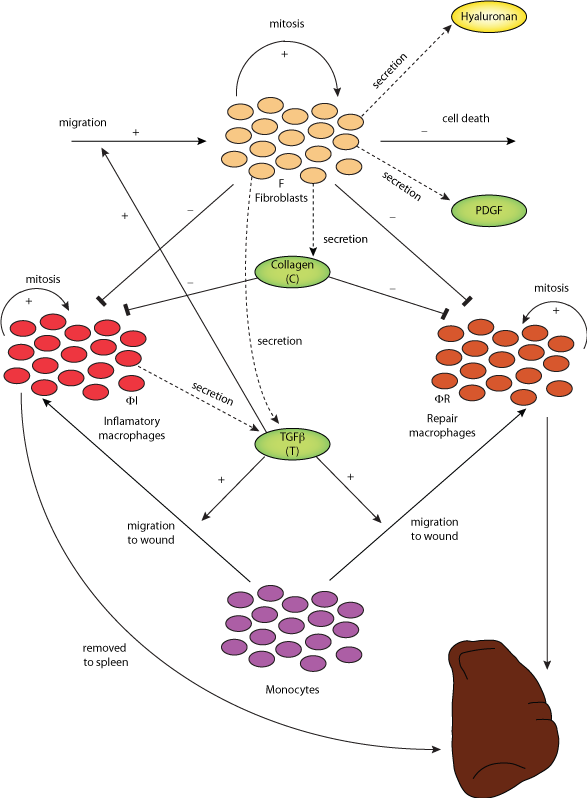 Hyaluronan
mitosis
+
secretion
migration
+
−
cell death
secretion
PDGF
F
Fibroblasts
+
−
−
secretion
Collagen
(C)
mitosis
+
−
−
mitosis
+
secretion
secretion
ΦI
Inflamatory
macrophages
ΦR
Repair
macrophages
TGFβ
(T)
+
+
migration
to wound
migration
to wound
removed
to spleen
Monocytes